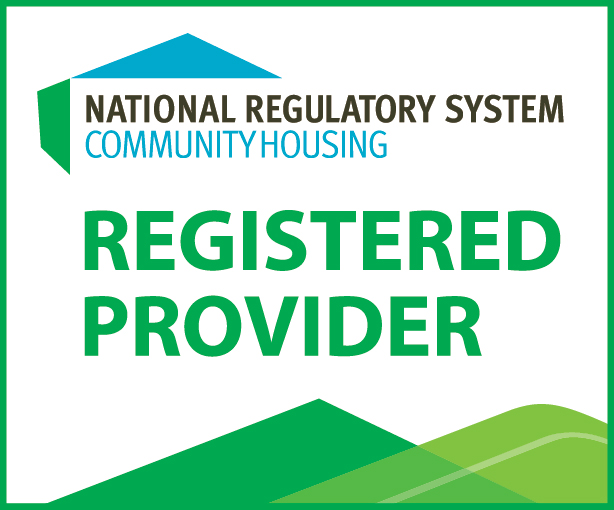 NATIONAL REGULATORY SYSTEM
COMMUNITY HOUSING
REGISTERED
PROVIDER